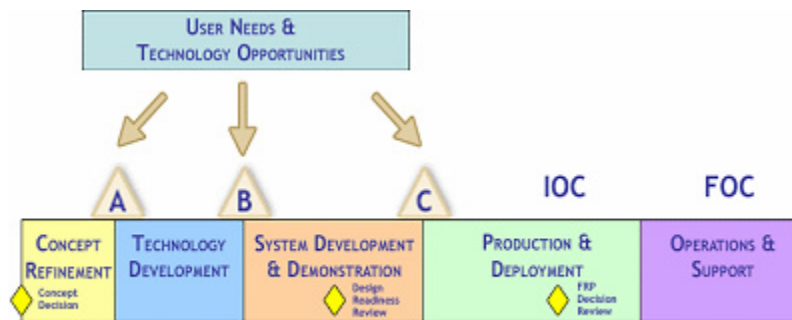 USER NEEDS &
TECHNOLOGY OPPORTUNITIES
A
B
C
IOC
FOC
CONCEPT
REFINEMENT
Concept
Decision
TECHNOLOGY
DEVELOPMENT
SYSTEM DEVELOPMENT
& DEMONSTRATION
Design
Readiness
Review
PRODUCTION &
DEPLOYMENT
FRP
Decision
Review
OPERATIONS &
SUPPORT